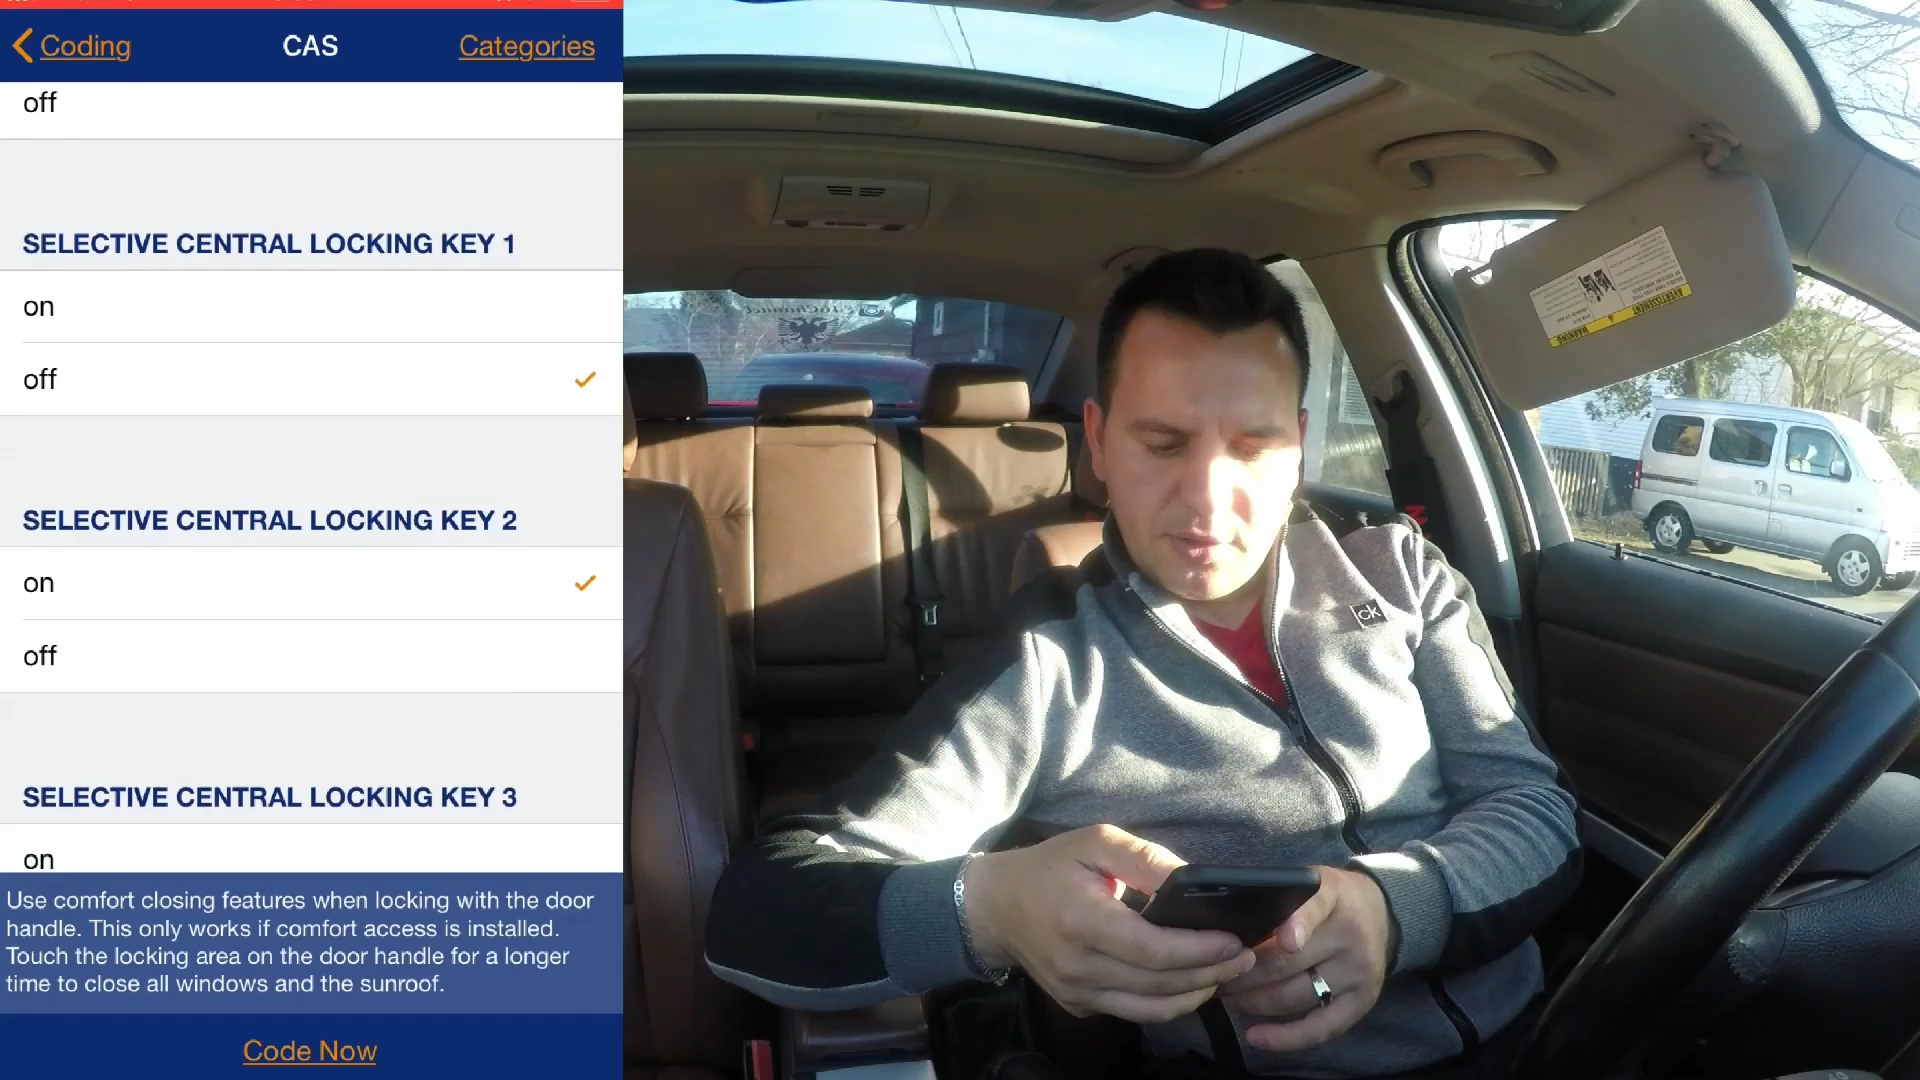 Coding
CAS
Categories
off
SELECTIVE CENTRAL LOCKING KEY 1
on
off
SELECTIVE CENTRAL LOCKING KEY 2
on
off
SELECTIVE CENTRAL LOCKING KEY 3
on
Use comfort closing features when locking with the door
handle. This only works if comfort access is installed.
Touch the locking area on the door handle for a longer
time to close all windows and the sunroof.
Code Now
ck
WARNING
AVERTISSEMENT